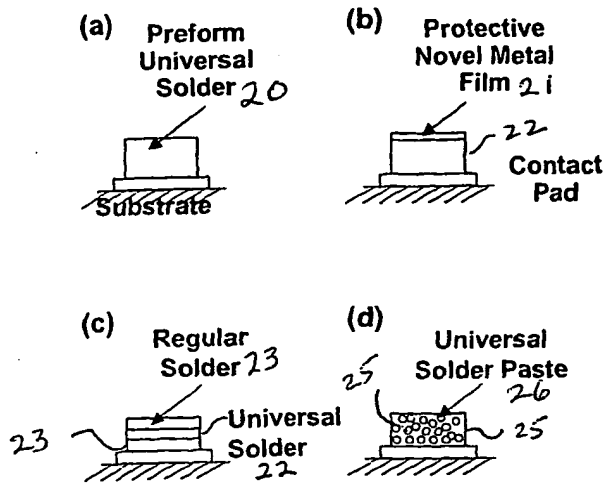 (a)
Preform
Universal
Solder 20
Substrate
(b)
Protective
Novel Metal
Film 21
22
Contact
Pad
(c)
Regular
Solder 23
23
Universal
Solder
22
(d)
Universal
Solder Paste
26
25
25